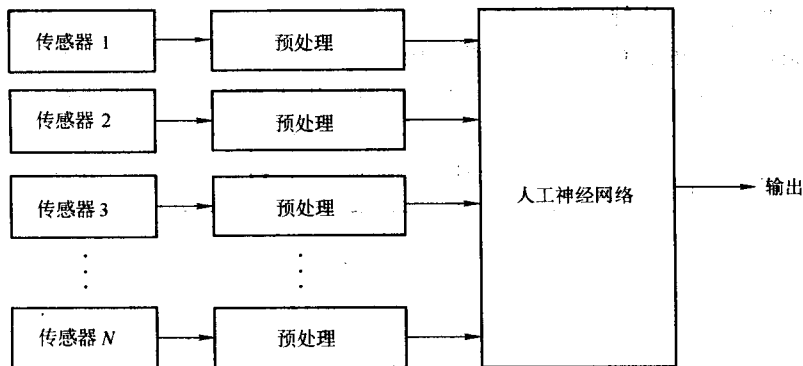 传感器 1
预处理
传感器 2
预处理
传感器 3
预处理
人工神经网络
输出
传感器 N
预处理